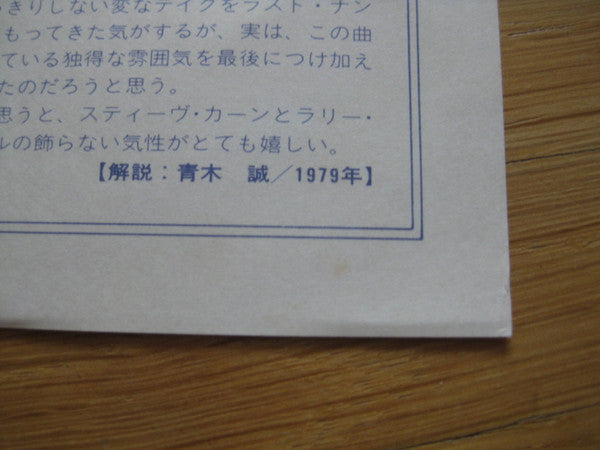 きりしない変なテイクをラスト・ナン
もってきた気がするが、実は、この曲
ている独得な雰囲気を最後につけ加え
たのだろうと思う。
思うと、スティーヴ・カーンとラリー・
ルの飾らない気性がとても嬉しい。
【解説：青木　誠／1979年】